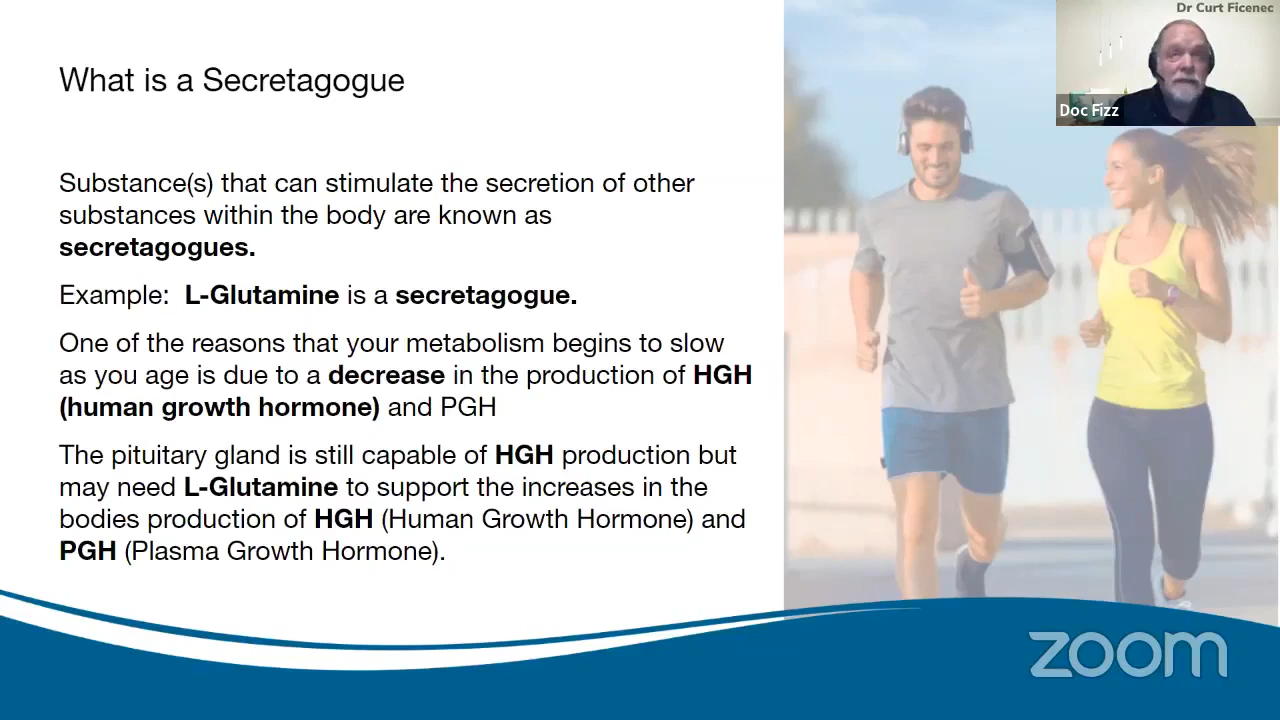 Dr Curt Ficenec
Doc Fizz
What is a Secretagogue
Substance(s) that can stimulate the secretion of other
substances within the body are known as
secretagogues.
Example:  L-Glutamine is a secretagogue.
One of the reasons that your metabolism begins to slow
as you age is due to a decrease in the production of HGH
(human growth hormone) and PGH
The pituitary gland is still capable of HGH production but
may need L-Glutamine to support the increases in the
bodies production of HGH (Human Growth Hormone) and
PGH (Plasma Growth Hormone).
zoom